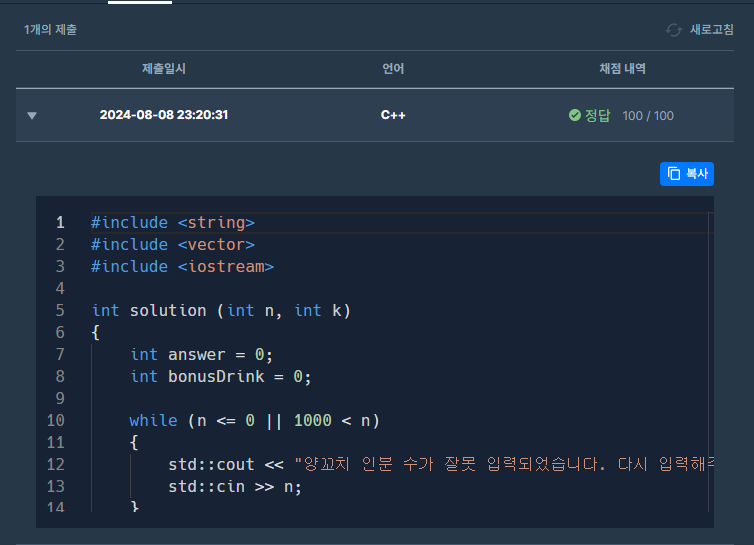 1개의 제출
새로고침
제출일시 언어 채점 내역
2024-08-08 23:20:31 C++ 정답 100 / 100
복사
1 #include <string>
2 #include <vector>
3 #include <iostream>
4
5 int solution (int n, int k)
6 {
7 int answer = 0;
8 int bonusDrink = 0;
9
10 while (n <= 0 || 1000 < n)
11 {
12 std::cout << "양꼬치 인분 수가 잘못 입력되었습니다. 다시 입력해주
13 std::cin >> n;
14 }